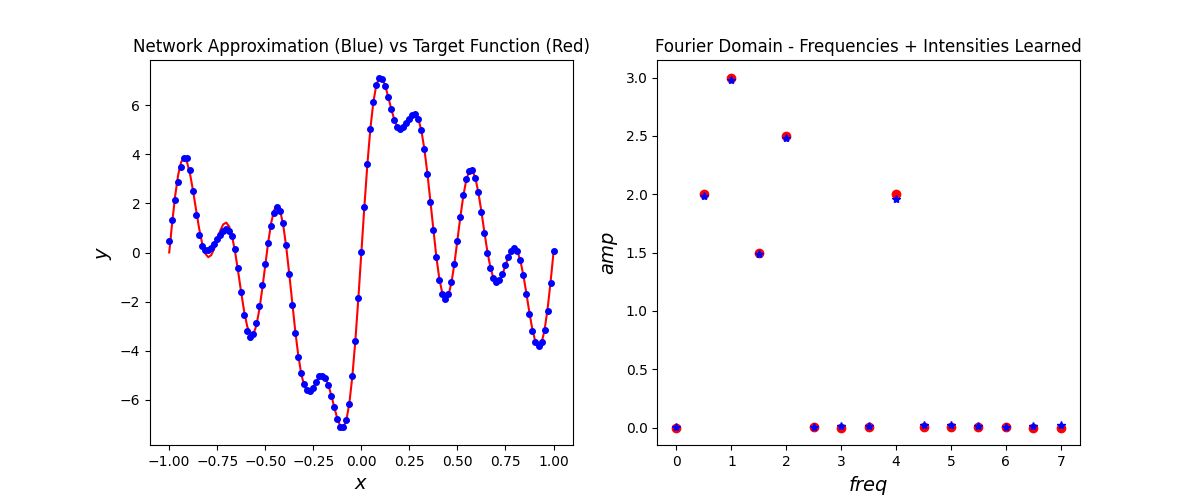 Network Approximation (Blue) vs Target Function (Red)
6
4
2
0
−2
−4
−6
y
−1.00 −0.75 −0.50 −0.25 0.00 0.25 0.50 0.75 1.00
x
Fourier Domain - Frequencies + Intensities Learned
3.0
2.5
2.0
1.5
1.0
0.5
0.0
amp
0 1 2 3 4 5 6 7
freq